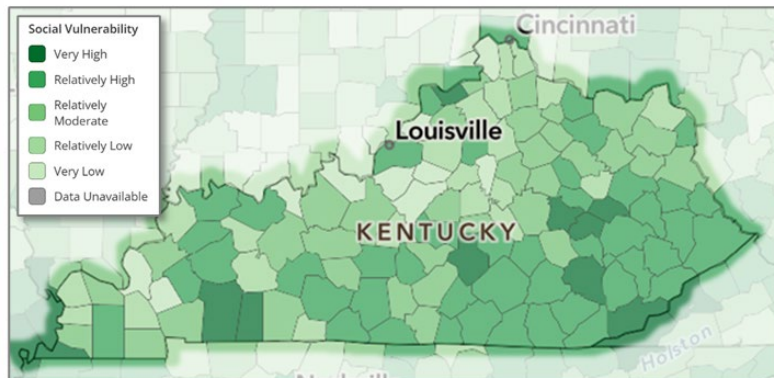 Social Vulnerability
Very High
Relatively High
Relatively
Moderate
Relatively Low
Very Low
Data Unavailable
Cincinnati
Louisville
KENTUCKY
Holston